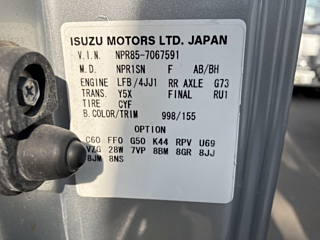 ISUZU MOTORS LTD. JAPAN
V.I.N. NPR85-7067591
M.D. NPR1SN F AB/BH
ENGINE LFB/4JJ1 RR AXLE G73
TRANS. Y5X FINAL RU1
TIRE CYF
B.COLOR/TRIM 998/155
OPTION
C60 FF0 G50 K44 RPV U69
VZG 28W 7VP 8BM 8GR 8JJ
8JM 8NS